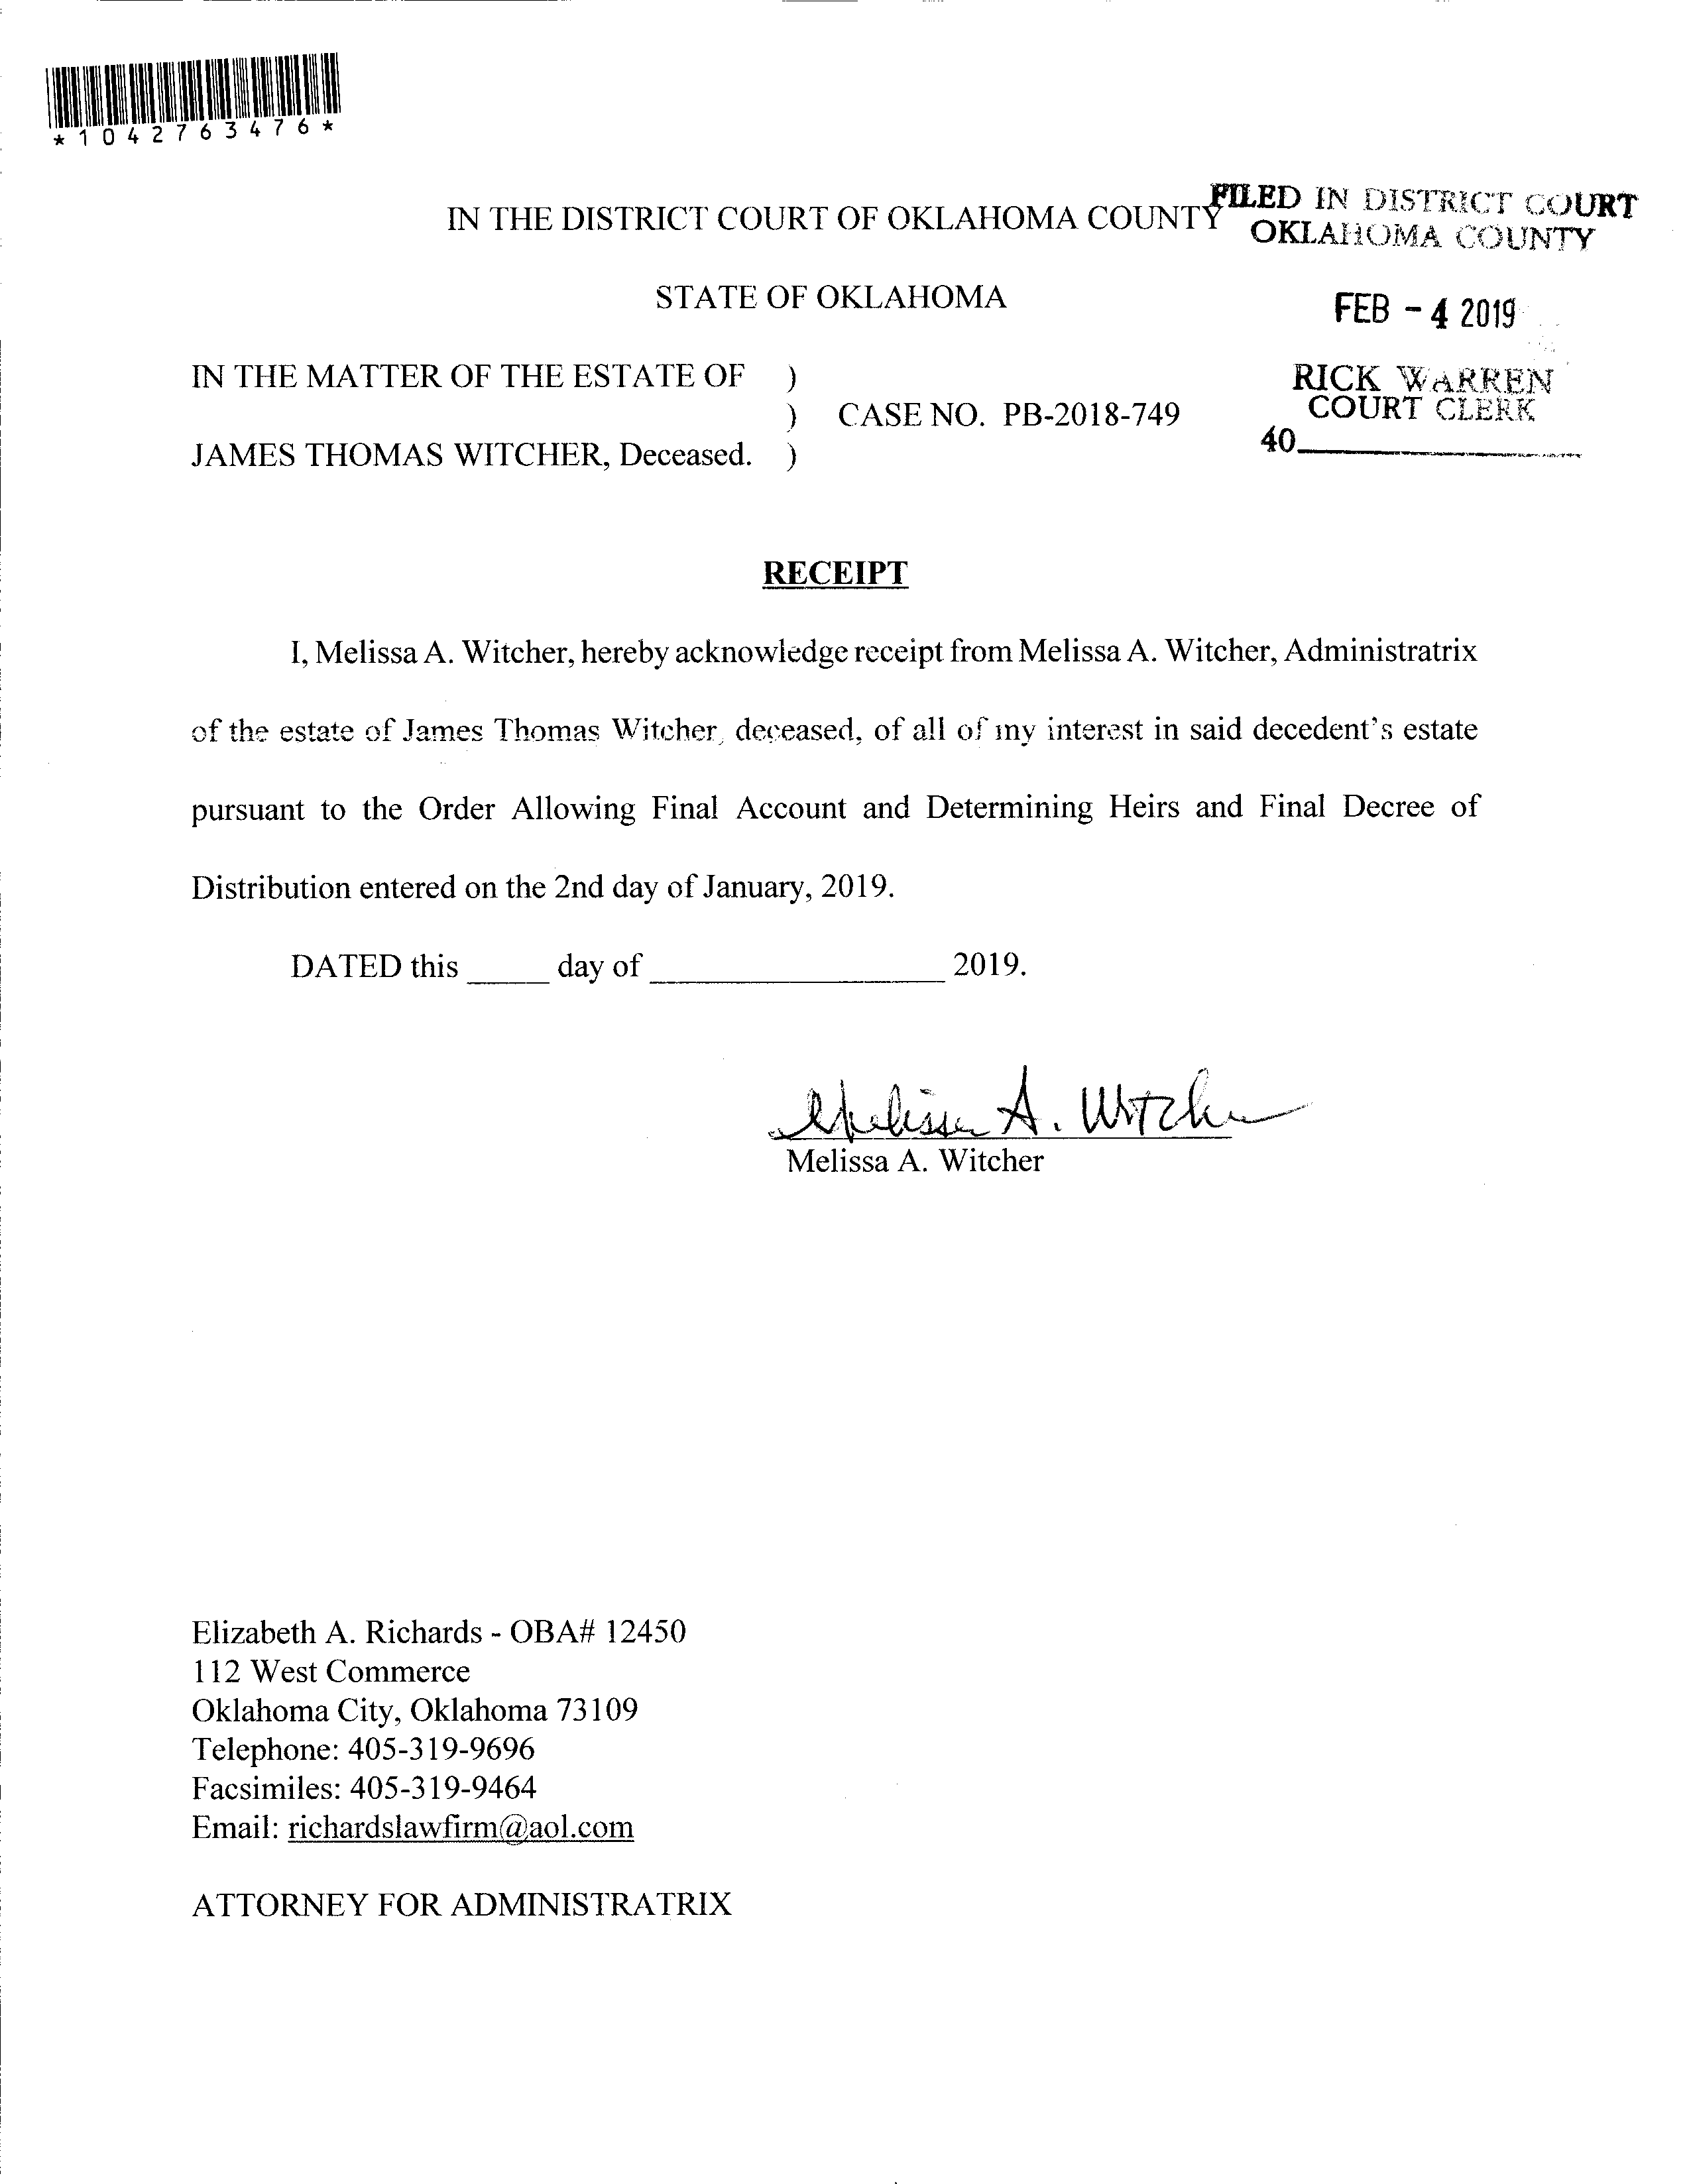 *1042763476*
IN THE DISTRICT COURT OF OKLAHOMA COUNTY
FILED IN DISTRICT COURT
OKLAHOMA COUNTY
STATE OF OKLAHOMA
FEB - 4 2019
IN THE MATTER OF THE ESTATE OF )
) CASE NO. PB-2018-749
JAMES THOMAS WITCHER, Deceased. )
RICK WARREN
COURT CLERK
40
RECEIPT
I, Melissa A. Witcher, hereby acknowledge receipt from Melissa A. Witcher, Administratrix
of the estate of James Thomas Witcher, deceased, of all of my interest in said decedent's estate
pursuant to the Order Allowing Final Account and Determining Heirs and Final Decree of
Distribution entered on the 2nd day of January, 2019.
DATED this _____ day of __________________ 2019.
Melissa A. Witcher
Melissa A. Witcher
Elizabeth A. Richards - OBA# 12450
112 West Commerce
Oklahoma City, Oklahoma 73109
Telephone: 405-319-9696
Facsimiles: 405-319-9464
Email: richardslawfirm@aol.com
ATTORNEY FOR ADMINISTRATRIX